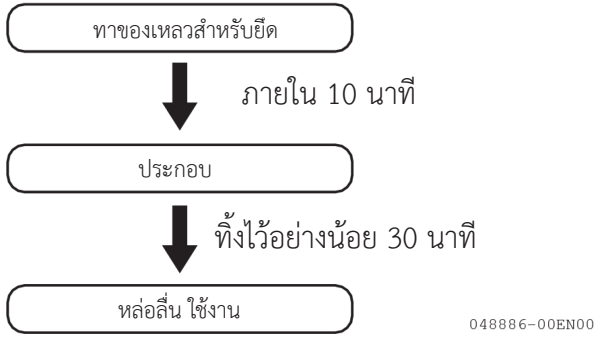 ทาของเหลวสำหรับยึด
ภายใน 10 นาที
ประกอบ
ทิ้งไว้อย่างน้อย 30 นาที
หล่อลื่น ใช้งาน
048886-00EN00